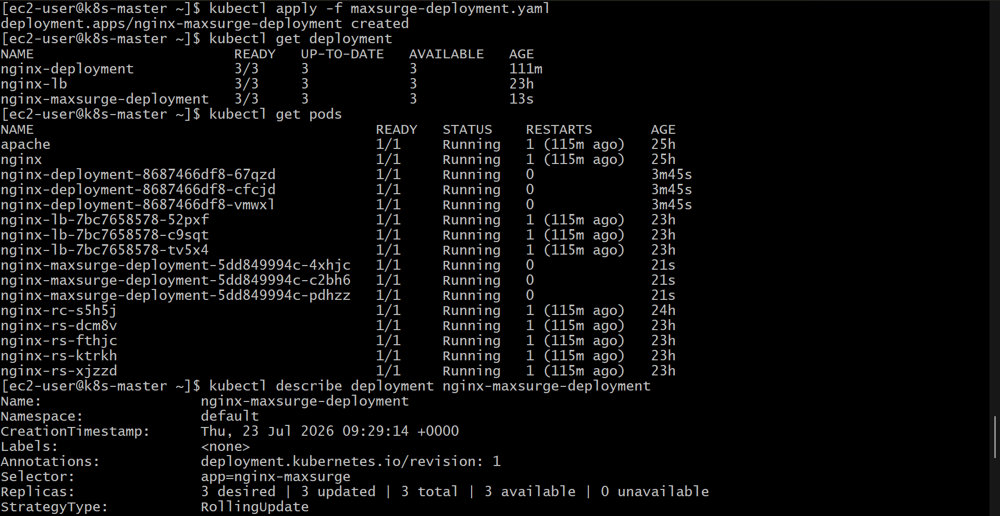 [ec2-user@k8s-master ~]$ kubectl apply -f maxsurge-deployment.yaml
deployment.apps/nginx-maxsurge-deployment created
[ec2-user@k8s-master ~]$ kubectl get deployment
NAME                        READY   UP-TO-DATE   AVAILABLE   AGE
nginx-deployment            3/3     3            3           111m
nginx-lb                    3/3     3            3           23h
nginx-maxsurge-deployment   3/3     3            3           13s
[ec2-user@k8s-master ~]$ kubectl get pods
NAME                                         READY   STATUS    RESTARTS       AGE
apache                                       1/1     Running   1 (115m ago)   25h
nginx                                        1/1     Running   1 (115m ago)   25h
nginx-deployment-8687466df8-67qzd            1/1     Running   0              3m45s
nginx-deployment-8687466df8-cfcjd            1/1     Running   0              3m45s
nginx-deployment-8687466df8-vmwxl            1/1     Running   0              3m45s
nginx-lb-7bc7658578-52pxf                    1/1     Running   1 (115m ago)   23h
nginx-lb-7bc7658578-c9sqt                    1/1     Running   1 (115m ago)   23h
nginx-lb-7bc7658578-tv5x4                    1/1     Running   1 (115m ago)   23h
nginx-maxsurge-deployment-5dd849994c-4xhjc   1/1     Running   0              21s
nginx-maxsurge-deployment-5dd849994c-c2bh6   1/1     Running   0              21s
nginx-maxsurge-deployment-5dd849994c-pdhzz   1/1     Running   0              21s
nginx-rc-s5h5j                               1/1     Running   1 (115m ago)   24h
nginx-rs-dcm8v                               1/1     Running   1 (115m ago)   23h
nginx-rs-fthjc                               1/1     Running   1 (115m ago)   23h
nginx-rs-ktrkh                               1/1     Running   1 (115m ago)   23h
nginx-rs-xjzzd                               1/1     Running   1 (115m ago)   23h
[ec2-user@k8s-master ~]$ kubectl describe deployment nginx-maxsurge-deployment
Name:                   nginx-maxsurge-deployment
Namespace:              default
CreationTimestamp:      Thu, 23 Jul 2026 09:29:14 +0000
Labels:                 <none>
Annotations:            deployment.kubernetes.io/revision: 1
Selector:               app=nginx-maxsurge
Replicas:               3 desired | 3 updated | 3 total | 3 available | 0 unavailable
StrategyType:           RollingUpdate